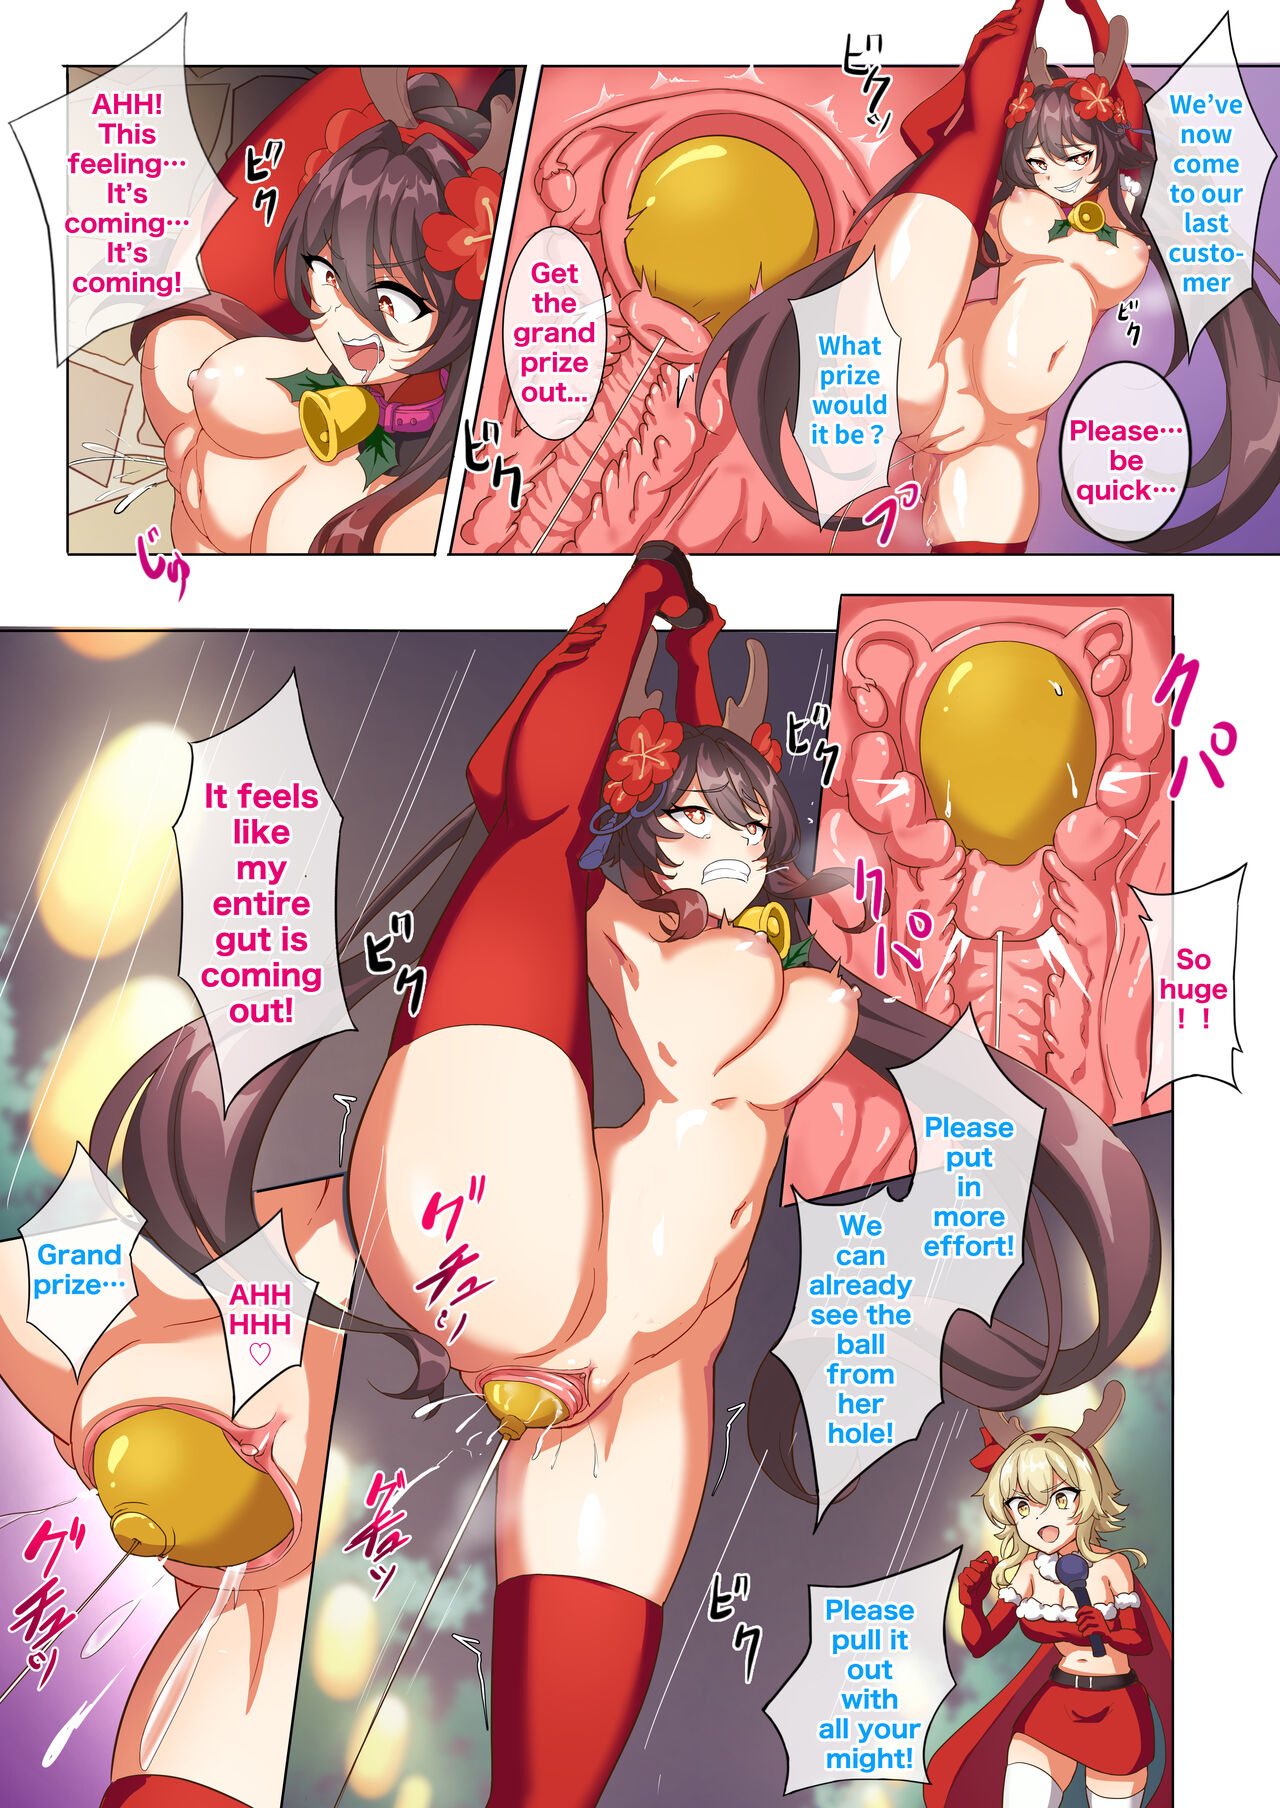 We've
now
come
to our
last
custo-
mer
Please…
be
quick…
What
prize
would
it be ?
Get
the
grand
prize
out...
ビクッ
ビク
プッ
AHH!
This
feeling…
It's
coming…
It's
coming!
ビク
ビク
じゅ
クパ
クパ
So
huge
! !
Please
put
in
more
effort!
We
can
already
see the
ball
from
her
hole!
It feels
like
my
entire
gut is
coming
out!
ビク
ビク
グチュッ
Please
pull it
out
with
all your
might!
ビク
グチュッ
AHH
HHH
♡
Grand
prize…
グチュッ